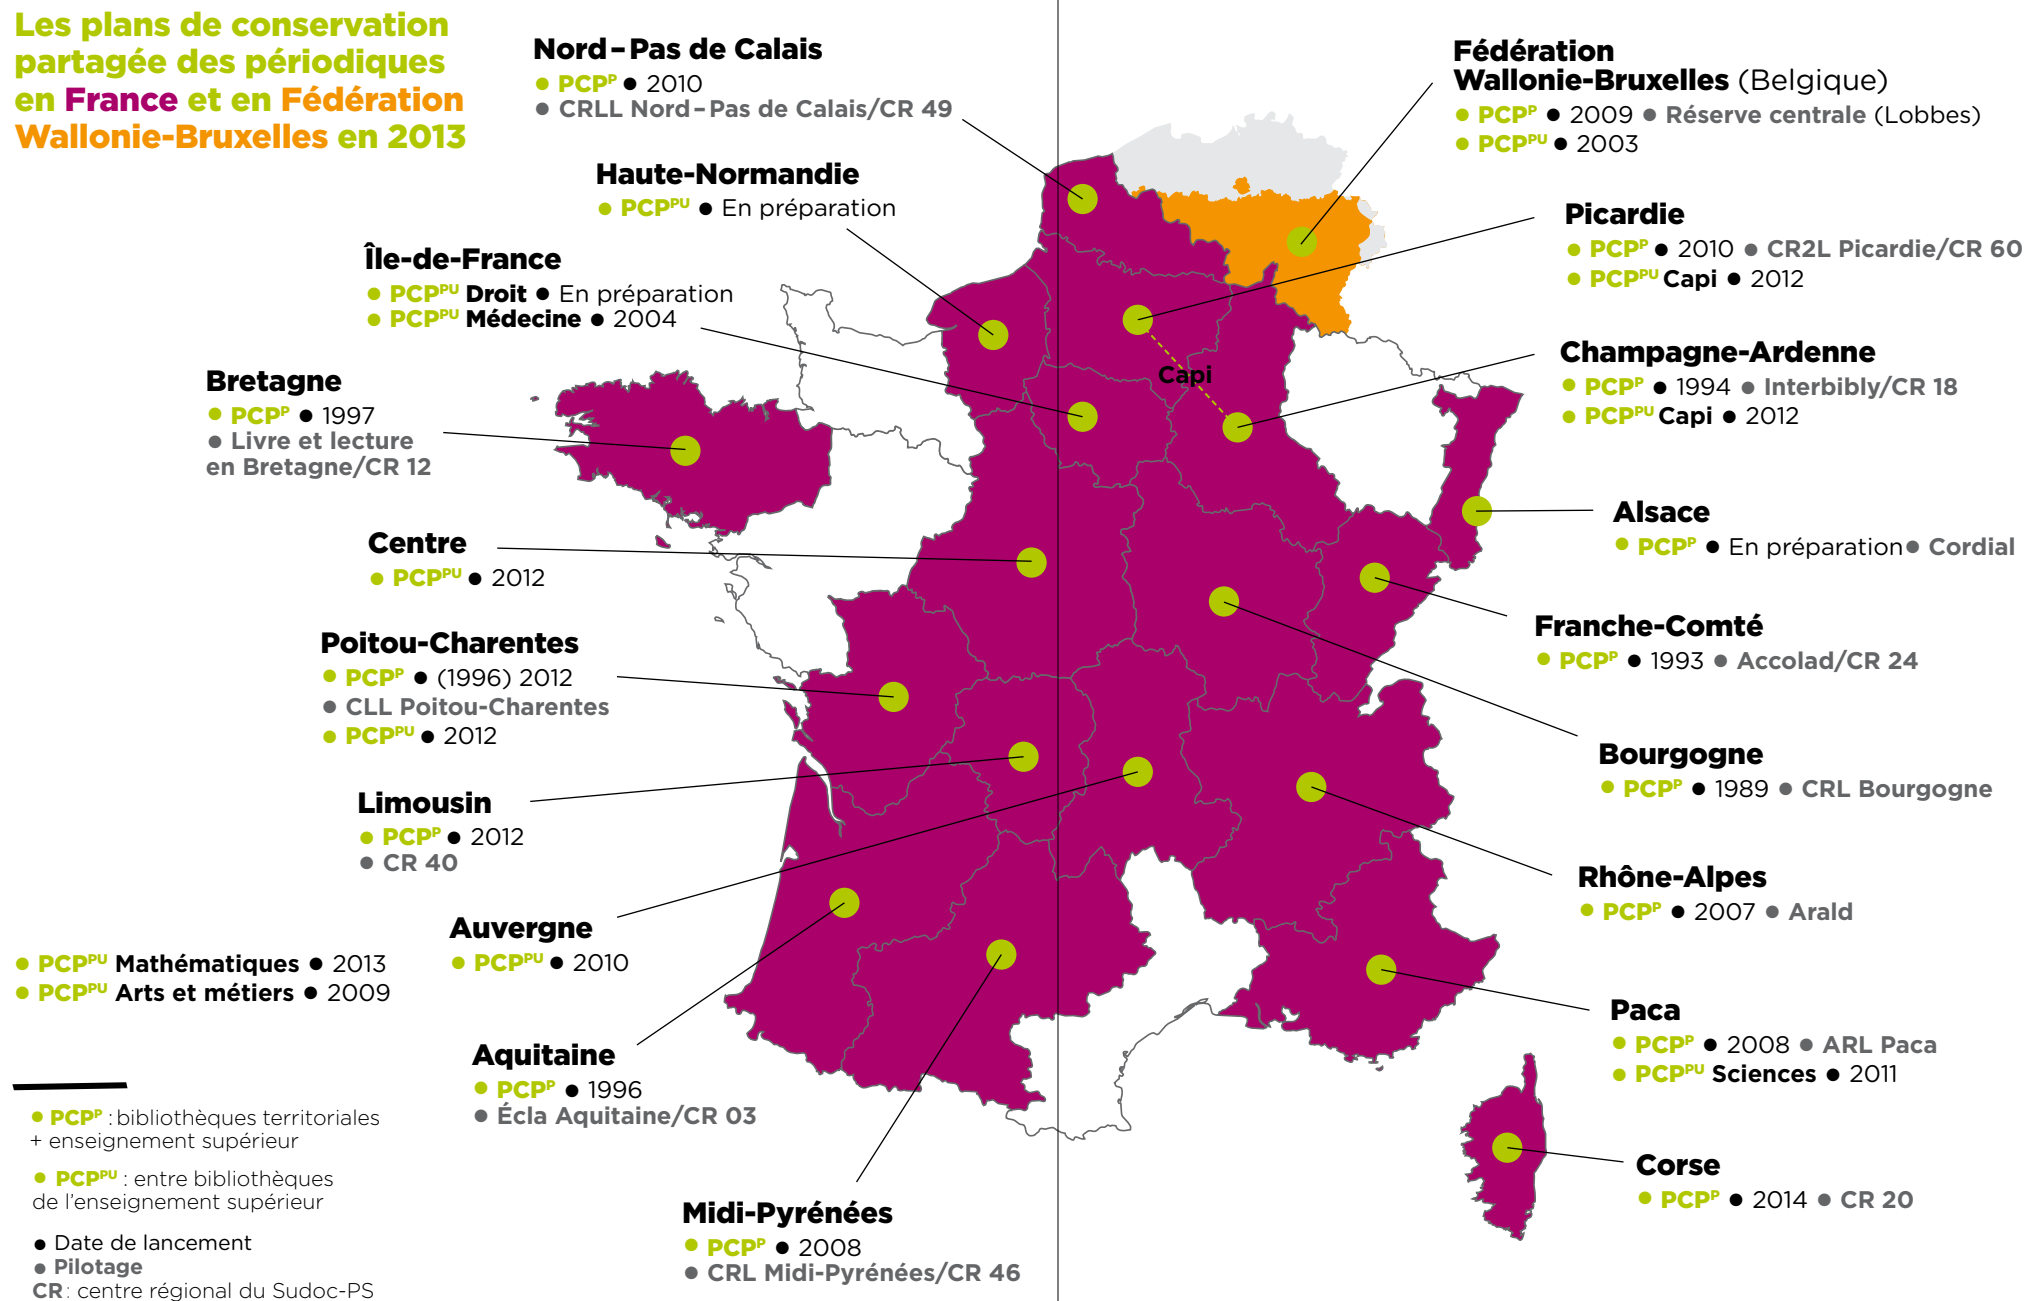 Les plans de conservation
partagée des périodiques
en France et en Fédération
Wallonie-Bruxelles en 2013
Nord – Pas de Calais
● PCPᴾ ● 2010
● CRLL Nord – Pas de Calais/CR 49
Haute-Normandie
● PCPᴾᵁ ● En préparation
Île-de-France
● PCPᴾᵁ Droit ● En préparation
● PCPᴾᵁ Médecine ● 2004
Bretagne
● PCPᴾ ● 1997
● Livre et lecture
en Bretagne/CR 12
Centre
● PCPᴾᵁ ● 2012
Poitou-Charentes
● PCPᴾ ● (1996) 2012
● CLL Poitou-Charentes
● PCPᴾᵁ ● 2012
Limousin
● PCPᴾ ● 2012
● CR 40
Auvergne
● PCPᴾᵁ ● 2010
● PCPᴾᵁ Mathématiques ● 2013
● PCPᴾᵁ Arts et métiers ● 2009
Aquitaine
● PCPᴾ ● 1996
● Écla Aquitaine/CR 03
Midi-Pyrénées
● PCPᴾ ● 2008
● CRL Midi-Pyrénées/CR 46
Capi
Fédération
Wallonie-Bruxelles (Belgique)
● PCPᴾ ● 2009 ● Réserve centrale (Lobbes)
● PCPᴾᵁ ● 2003
Picardie
● PCPᴾ ● 2010 ● CR2L Picardie/CR 60
● PCPᴾᵁ Capi ● 2012
Champagne-Ardenne
● PCPᴾ ● 1994 ● Interbibly/CR 18
● PCPᴾᵁ Capi ● 2012
Alsace
● PCPᴾ ● En préparation ● Cordial
Franche-Comté
● PCPᴾ ● 1993 ● Accolad/CR 24
Bourgogne
● PCPᴾ ● 1989 ● CRL Bourgogne
Rhône-Alpes
● PCPᴾ ● 2007 ● Arald
Paca
● PCPᴾ ● 2008 ● ARL Paca
● PCPᴾᵁ Sciences ● 2011
Corse
● PCPᴾ ● 2014 ● CR 20
● PCPᴾ : bibliothèques territoriales
+ enseignement supérieur
● PCPᴾᵁ : entre bibliothèques
de l'enseignement supérieur
● Date de lancement
● Pilotage
CR : centre régional du Sudoc-PS